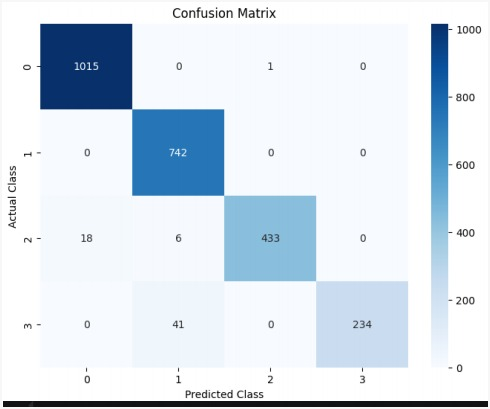 Confusion Matrix
1015 0 1 0
0 742 0 0
18 6 433 0
0 41 0 234
0
1
2
3
Actual Class
0 1 2 3
Predicted Class
1000
800
600
400
200
0